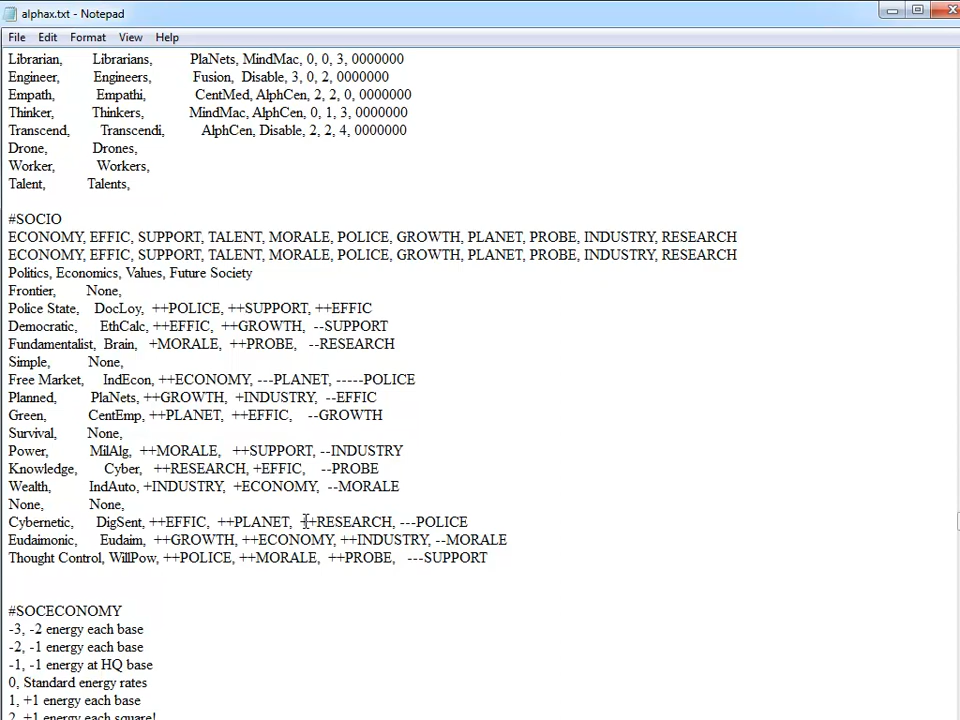 alphax.txt - Notepad
File Edit Format View Help
Librarian, Librarians, PlaNets, MindMac, 0, 0, 3, 0000000
Engineer, Engineers, Fusion, Disable, 3, 0, 2, 0000000
Empath, Empathi, CentMed, AlphCen, 2, 2, 0, 0000000
Thinker, Thinkers, MindMac, AlphCen, 0, 1, 3, 0000000
Transcend, Transcendi, AlphCen, Disable, 2, 2, 4, 0000000
Drone, Drones,
Worker, Workers,
Talent, Talents,
#SOCIO
ECONOMY, EFFIC, SUPPORT, TALENT, MORALE, POLICE, GROWTH, PLANET, PROBE, INDUSTRY, RESEARCH
ECONOMY, EFFIC, SUPPORT, TALENT, MORALE, POLICE, GROWTH, PLANET, PROBE, INDUSTRY, RESEARCH
Politics, Economics, Values, Future Society
Frontier, None,
Police State, DocLoy, ++POLICE, ++SUPPORT, ++EFFIC
Democratic, EthCalc, ++EFFIC, ++GROWTH, --SUPPORT
Fundamentalist, Brain, +MORALE, ++PROBE, --RESEARCH
Simple, None,
Free Market, IndEcon, ++ECONOMY, ---PLANET, -----POLICE
Planned, PlaNets, ++GROWTH, +INDUSTRY, --EFFIC
Green, CentEmp, ++PLANET, ++EFFIC, --GROWTH
Survival, None,
Power, MilAlg, ++MORALE, ++SUPPORT, --INDUSTRY
Knowledge, Cyber, ++RESEARCH, +EFFIC, --PROBE
Wealth, IndAuto, +INDUSTRY, +ECONOMY, --MORALE
None, None,
Cybernetic, DigSent, ++EFFIC, ++PLANET, ++RESEARCH, ---POLICE
Eudaimonic, Eudaim, ++GROWTH, ++ECONOMY, ++INDUSTRY, --MORALE
Thought Control, WillPow, ++POLICE, ++MORALE, ++PROBE, ---SUPPORT
#SOCECONOMY
-3, -2 energy each base
-2, -1 energy each base
-1, -1 energy at HQ base
0, Standard energy rates
1, +1 energy each base
2, +1 energy each square!